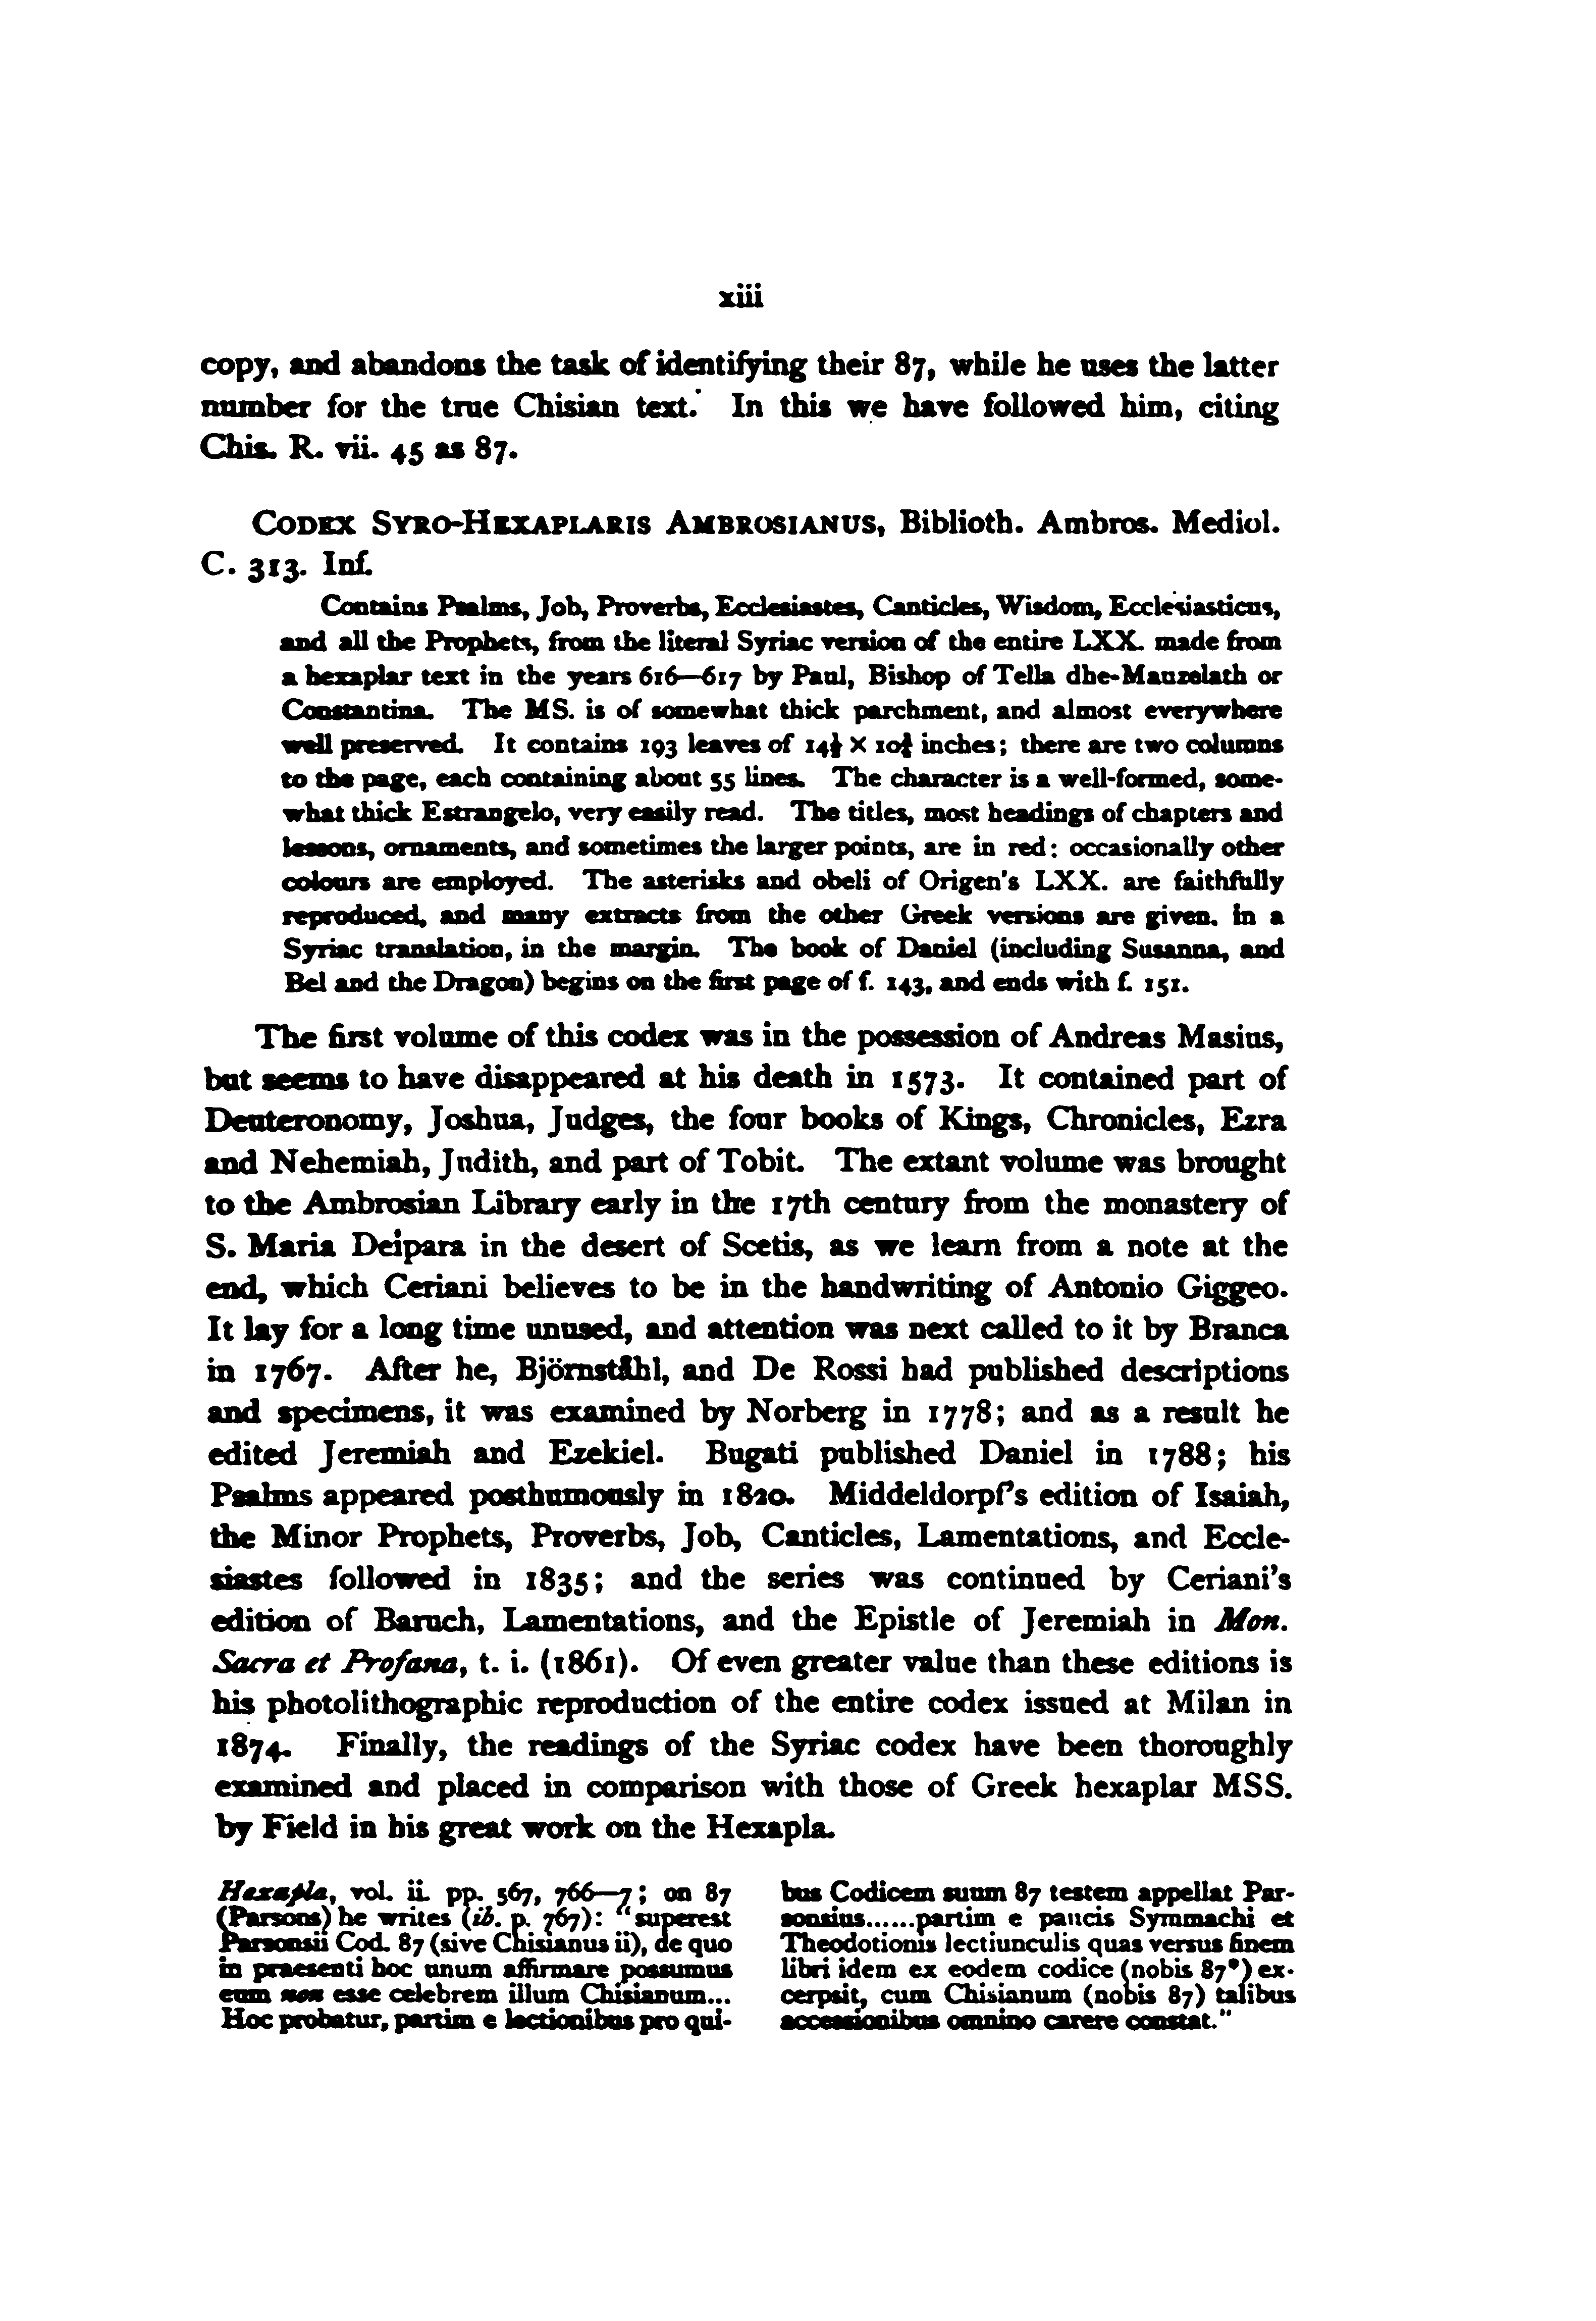 xiii
copy, and abandons the task of identifying their 87, while he uses the latter
number for the true Chisian text. In this we have followed him, citing
Chis. R. vii. 45 as 87.
CODEX SYRO-HEXAPLARIS AMBROSIANUS, Biblioth. Ambros. Mediol.
C. 313. Inf.
Contains Psalms, Job, Proverbs, Ecclesiastes, Canticles, Wisdom, Ecclesiasticus,
and all the Prophets, from the literal Syriac version of the entire LXX. made from
a hexaplar text in the years 616—617 by Paul, Bishop of Tella dhe-Mauzelath or
Constantina. The MS. is of somewhat thick parchment, and almost everywhere
well preserved. It contains 193 leaves of 14½ × 10¾ inches; there are two columns
to the page, each containing about 55 lines. The character is a well-formed, some-
what thick Estrangelo, very easily read. The titles, most headings of chapters and
lessons, ornaments, and sometimes the larger points, are in red: occasionally other
colours are employed. The asterisks and obeli of Origen's LXX. are faithfully
reproduced, and many extracts from the other Greek versions are given, in a
Syriac translation, in the margin. The book of Daniel (including Susanna, and
Bel and the Dragon) begins on the first page of f. 143, and ends with f. 151.
The first volume of this codex was in the possession of Andreas Masius,
but seems to have disappeared at his death in 1573. It contained part of
Deuteronomy, Joshua, Judges, the four books of Kings, Chronicles, Ezra
and Nehemiah, Judith, and part of Tobit. The extant volume was brought
to the Ambrosian Library early in the 17th century from the monastery of
S. Maria Deipara in the desert of Scetis, as we learn from a note at the
end, which Ceriani believes to be in the handwriting of Antonio Giggeo.
It lay for a long time unused, and attention was next called to it by Branca
in 1767. After he, Björnståhl, and De Rossi had published descriptions
and specimens, it was examined by Norberg in 1778; and as a result he
edited Jeremiah and Ezekiel. Bugati published Daniel in 1788; his
Psalms appeared posthumously in 1820. Middeldorpf's edition of Isaiah,
the Minor Prophets, Proverbs, Job, Canticles, Lamentations, and Eccle-
siastes followed in 1835; and the series was continued by Ceriani's
edition of Baruch, Lamentations, and the Epistle of Jeremiah in Mon.
Sacra et Profana, t. i. (1861). Of even greater value than these editions is
his photolithographic reproduction of the entire codex issued at Milan in
1874. Finally, the readings of the Syriac codex have been thoroughly
examined and placed in comparison with those of Greek hexaplar MSS.
by Field in his great work on the Hexapla.
Hexapla, vol. ii. pp. 567, 766—7; on 87
(Parsons) he writes (ib. p. 767): "superest
Parsonsii Cod. 87 (sive Chisianus ii), de quo
in praesenti hoc unum affirmare possumus
eum non esse celebrem illum Chisianum...
Hoc probatur, partim e lectionibus pro qui-
bus Codicem suum 87 testem appellat Par-
sonsius......partim e paucis Symmachi et
Theodotionis lectiunculis quas versus finem
libri idem ex eodem codice (nobis 87*) ex-
cerpsit, cum Chisianum (nobis 87) talibus
accessionibus omnino carere constat."